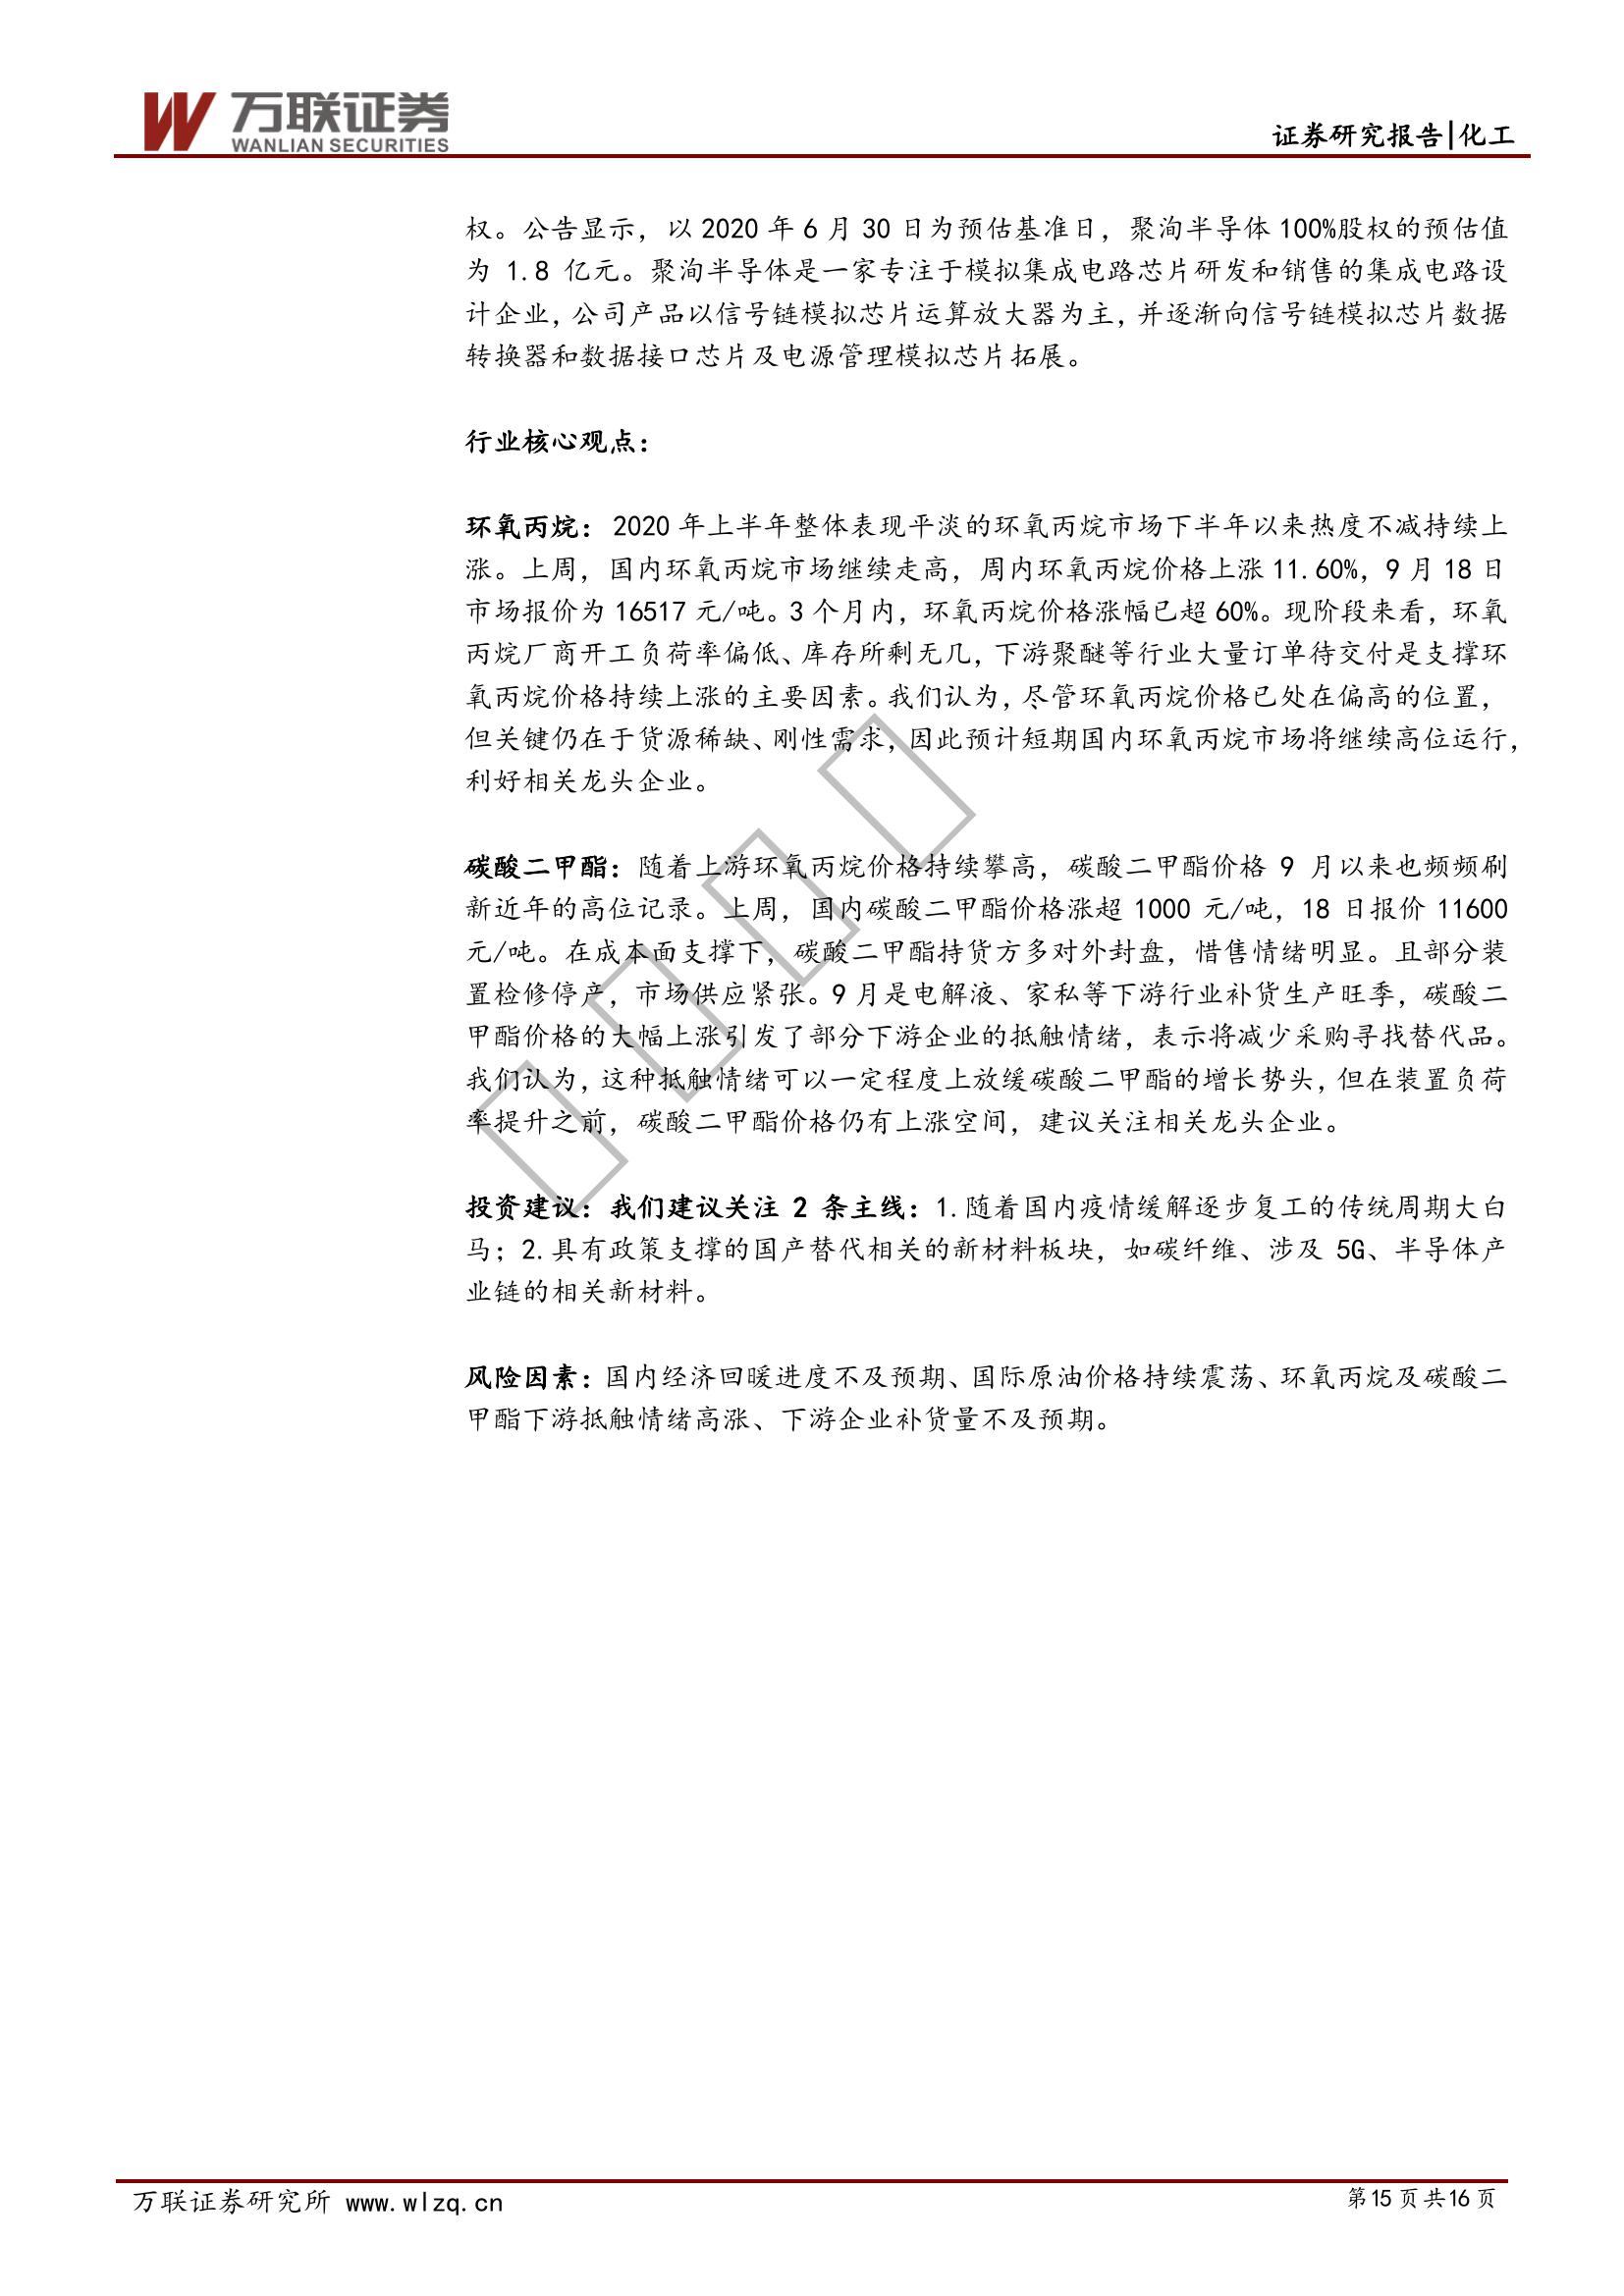 万联证券
WANLIAN SECURITIES
证券研究报告|化工
权。公告显示，以 2020 年 6 月 30 日为预估基准日，聚洵半导体 100%股权的预估值
为 1.8 亿元。聚洵半导体是一家专注于模拟集成电路芯片研发和销售的集成电路设
计企业，公司产品以信号链模拟芯片运算放大器为主，并逐渐向信号链模拟芯片数据
转换器和数据接口芯片及电源管理模拟芯片拓展。
行业核心观点：
环氧丙烷： 2020 年上半年整体表现平淡的环氧丙烷市场下半年以来热度不减持续上
涨。上周，国内环氧丙烷市场继续走高，周内环氧丙烷价格上涨 11.60%，9 月 18 日
市场报价为 16517 元/吨。3 个月内，环氧丙烷价格涨幅已超 60%。现阶段来看，环氧
丙烷厂商开工负荷率偏低、库存所剩无几，下游聚醚等行业大量订单待交付是支撑环
氧丙烷价格持续上涨的主要因素。我们认为，尽管环氧丙烷价格已处在偏高的位置，
但关键仍在于货源稀缺、刚性需求，因此预计短期国内环氧丙烷市场将继续高位运行，
利好相关龙头企业。
碳酸二甲酯：随着上游环氧丙烷价格持续攀高，碳酸二甲酯价格 9 月以来也频频刷
新近年的高位记录。上周，国内碳酸二甲酯价格涨超 1000 元/吨，18 日报价 11600
元/吨。在成本面支撑下，碳酸二甲酯持货方多对外封盘，惜售情绪明显。且部分装
置检修停产，市场供应紧张。9 月是电解液、家私等下游行业补货生产旺季，碳酸二
甲酯价格的大幅上涨引发了部分下游企业的抵触情绪，表示将减少采购寻找替代品。
我们认为，这种抵触情绪可以一定程度上放缓碳酸二甲酯的增长势头，但在装置负荷
率提升之前，碳酸二甲酯价格仍有上涨空间，建议关注相关龙头企业。
投资建议：我们建议关注 2 条主线：1.随着国内疫情缓解逐步复工的传统周期大白
马；2.具有政策支撑的国产替代相关的新材料板块，如碳纤维、涉及 5G、半导体产
业链的相关新材料。
风险因素：国内经济回暖进度不及预期、国际原油价格持续震荡、环氧丙烷及碳酸二
甲酯下游抵触情绪高涨、下游企业补货量不及预期。
万联证券研究所 www.wlzq.cn
第15页共16页